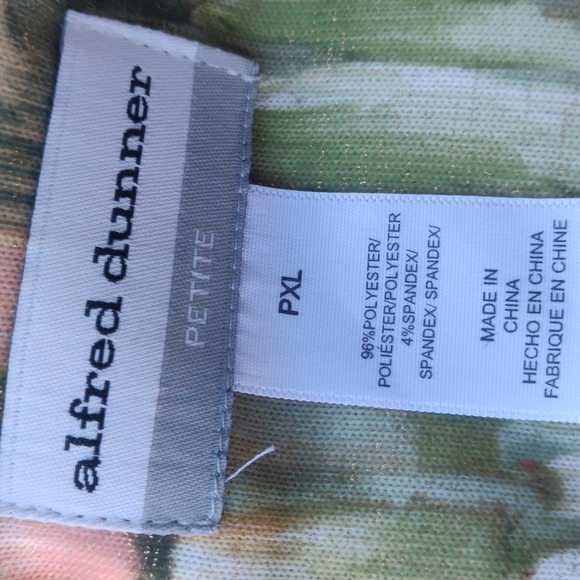 alfred dunner
PETITE
PXL
96%POLYESTER/
POLIÉSTER/POLYESTER
4%SPANDEX/
SPANDEX/ SPANDEX/
MADE IN
CHINA
HECHO EN CHINA
FABRIQUE EN CHINE